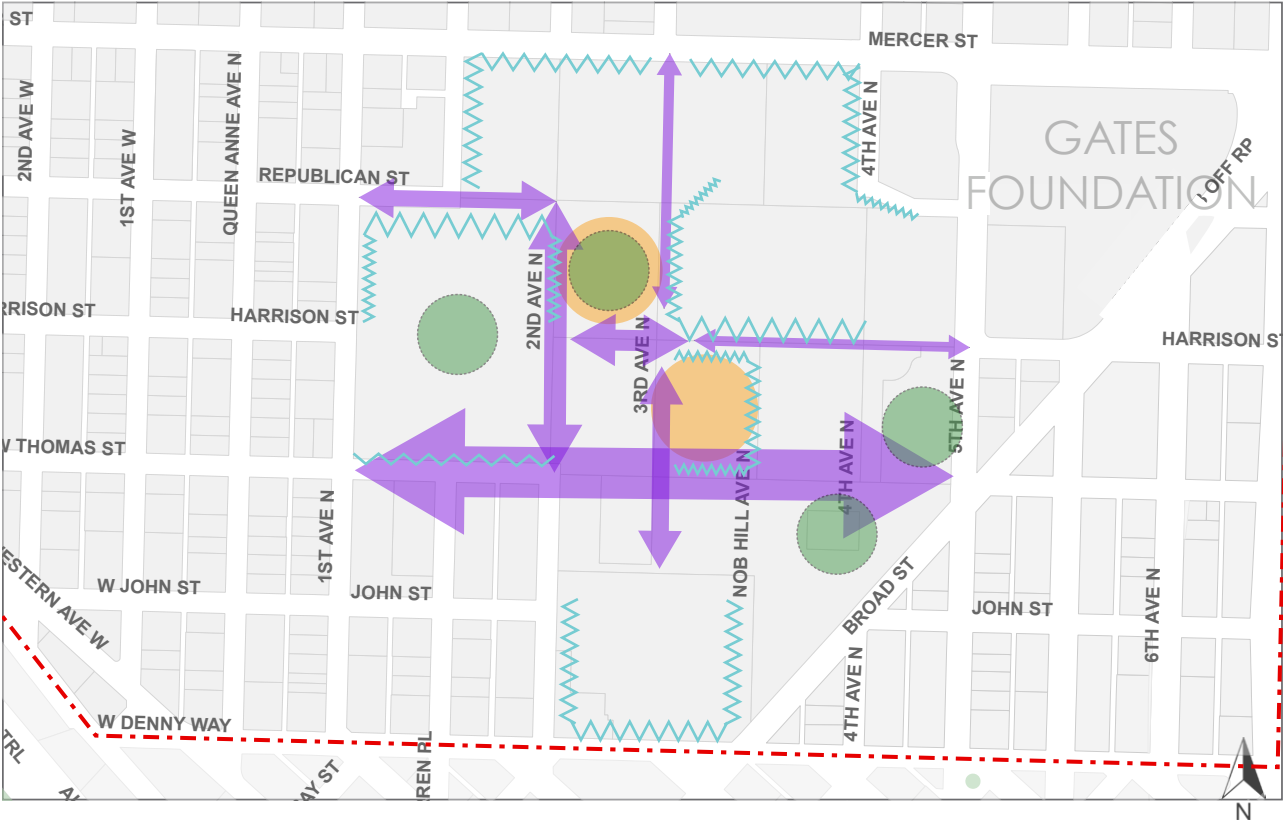 ST
MERCER ST
2ND AVE W
1ST AVE W
QUEEN ANNE AVE N
4TH AVE N
GATES
FOUNDATION
OFF RP
REPUBLICAN ST
RRISON ST
HARRISON ST
2ND AVE N
3RD AVE N
HARRISON ST
W THOMAS ST
5TH AVE N
4TH AVE N
NOB HILL AVE N
1ST AVE N
ESTERN AVE W
W JOHN ST
JOHN ST
BROAD ST
JOHN ST
6TH AVE N
4TH AVE N
W DENNY WAY
TRL
AY ST
RREN PL
N